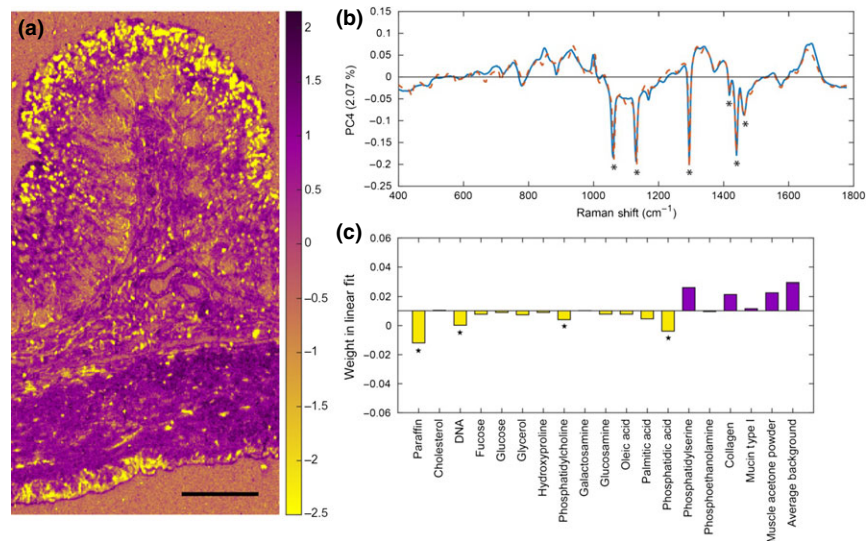 (a)
2
1.5
1
0.5
0
−0.5
−1
−1.5
−2
−2.5
(b)
0.15
0.1
0.05
0
−0.05
−0.1
−0.15
−0.2
−0.25
PC4 (2.07 %)
* * * * * *
400 600 800 1000 1200 1400 1600 1780
Raman shift (cm⁻¹)
(c)
0.06
0.04
0.02
0
−0.02
−0.04
−0.06
Weight in linear fit
* * * *
Paraffin
Cholesterol
DNA
Fucose
Glucose
Glycerol
Hydroxyproline
Phosphatidylcholine
Galactosamine
Glucosamine
Oleic acid
Palmitic acid
Phosphatidic acid
Phosphatidylserine
Phosphoethanolamine
Collagen
Mucin type I
Muscle acetone powder
Average background